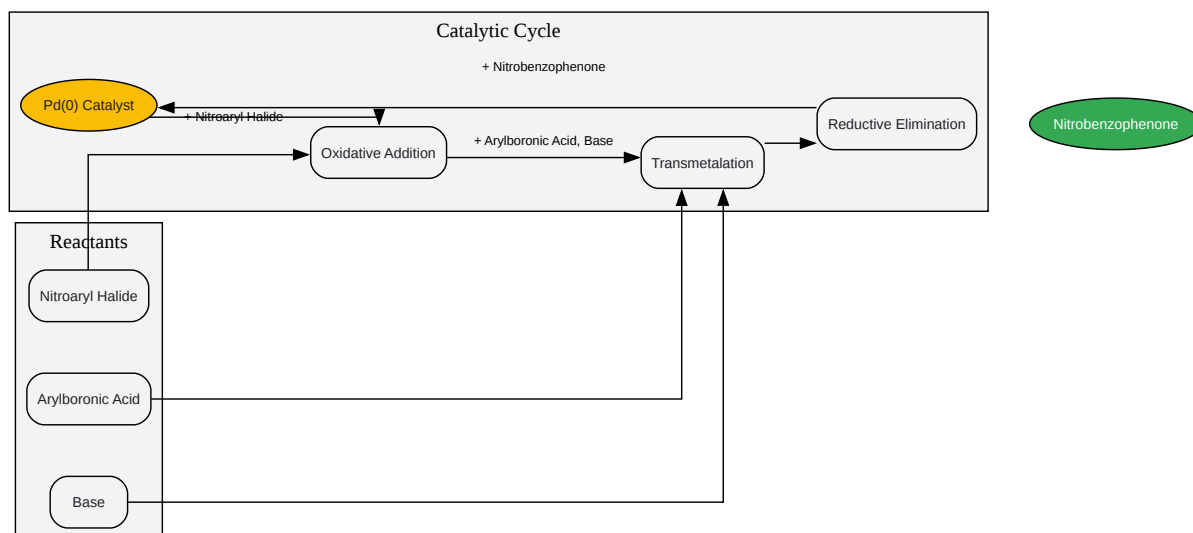 Catalytic Cycle
+ Nitrobenzophenone
Pd(0) Catalyst
+ Nitroaryl Halide
Oxidative Addition
+ Arylboronic Acid, Base
Transmetalation
Reductive Elimination
Nitrobenzophenone
Reactants
Nitroaryl Halide
Arylboronic Acid
Base